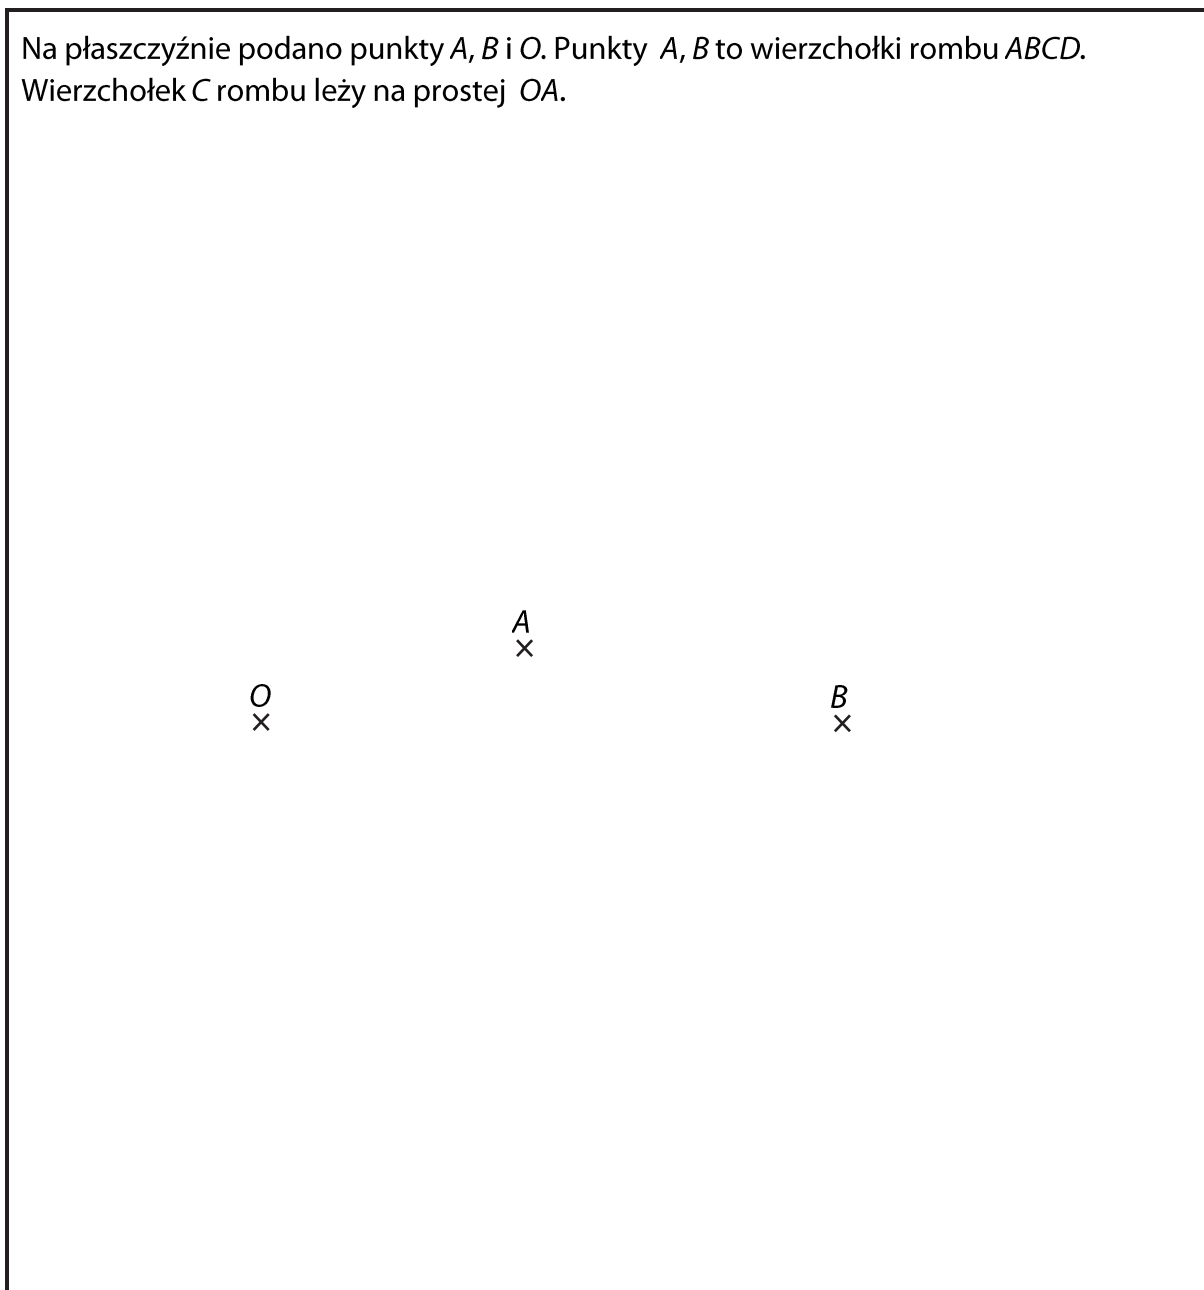 Na płaszczyźnie podano punkty A, B i O. Punkty A, B to wierzchołki rombu ABCD.
Wierzchołek C rombu leży na prostej OA.
A
O
B